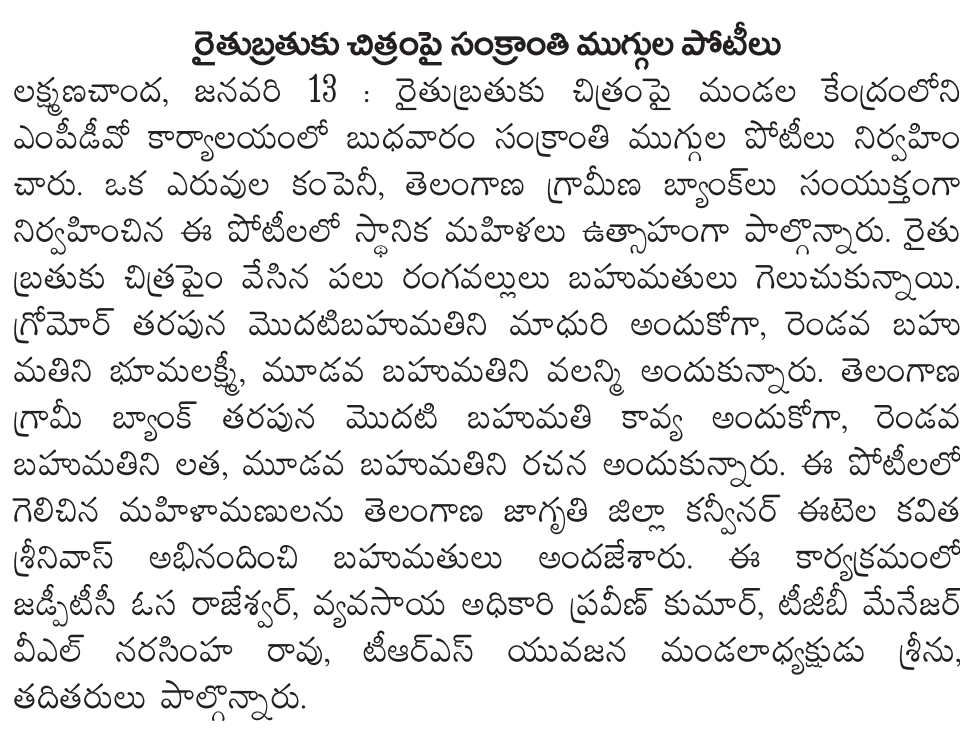 రైతుబ్రతుకు చిత్రంపై సంక్రాంతి ముగ్గుల పోటీలు
లక్ష్మణచాంద, జనవరి 13 : రైతుబ్రతుకు చిత్రంపై మండల కేంద్రంలోని
ఎంపీడీవో కార్యాలయంలో బుధవారం సంక్రాంతి ముగ్గుల పోటీలు నిర్వహిం
చారు. ఒక ఎరువుల కంపెనీ, తెలంగాణ గ్రామీణ బ్యాంక్‌లు సంయుక్తంగా
నిర్వహించిన ఈ పోటీలలో స్థానిక మహిళలు ఉత్సాహంగా పాల్గొన్నారు. రైతు
బ్రతుకు చిత్రపైం వేసిన పలు రంగవల్లులు బహుమతులు గెలుచుకున్నాయి.
గ్రోమోర్ తరపున మొదటిబహుమతిని మాధురి అందుకోగా, రెండవ బహు
మతిని భూమలక్ష్మీ, మూడవ బహుమతిని వలన్మి అందుకున్నారు. తెలంగాణ
గ్రామీ బ్యాంక్ తరపున మొదటి బహుమతి కావ్య అందుకోగా, రెండవ
బహుమతిని లత, మూడవ బహుమతిని రచన అందుకున్నారు. ఈ పోటీలలో
గెలిచిన మహిళామణులను తెలంగాణ జాగృతి జిల్లా కన్వీనర్ ఈటెల కవిత
శ్రీనివాస్ అభినందించి బహుమతులు అందజేశారు. ఈ కార్యక్రమంలో
జడ్పీటీసీ ఓస రాజేశ్వర్, వ్యవసాయ అధికారి ప్రవీణ్ కుమార్, టీజీబీ మేనేజర్
వీఎల్ నరసింహ రావు, టీఆర్ఎస్ యువజన మండలాధ్యక్షుడు శ్రీను,
తదితరులు పాల్గొన్నారు.